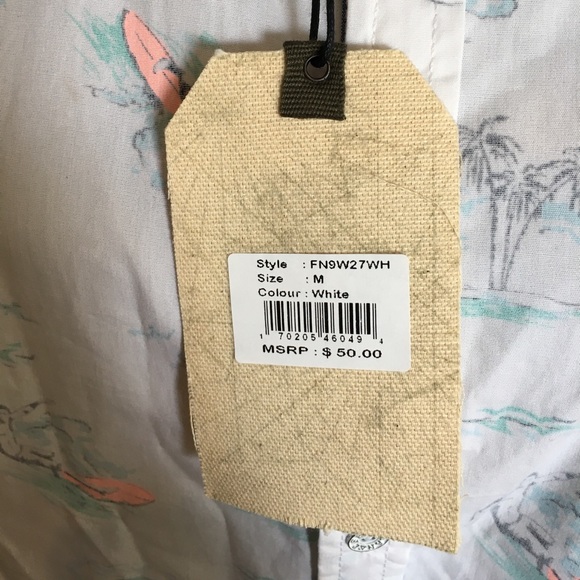 Style : FN9W27WH
Size : M
Colour : White
1 70205 46049 4
MSRP : $ 50.00